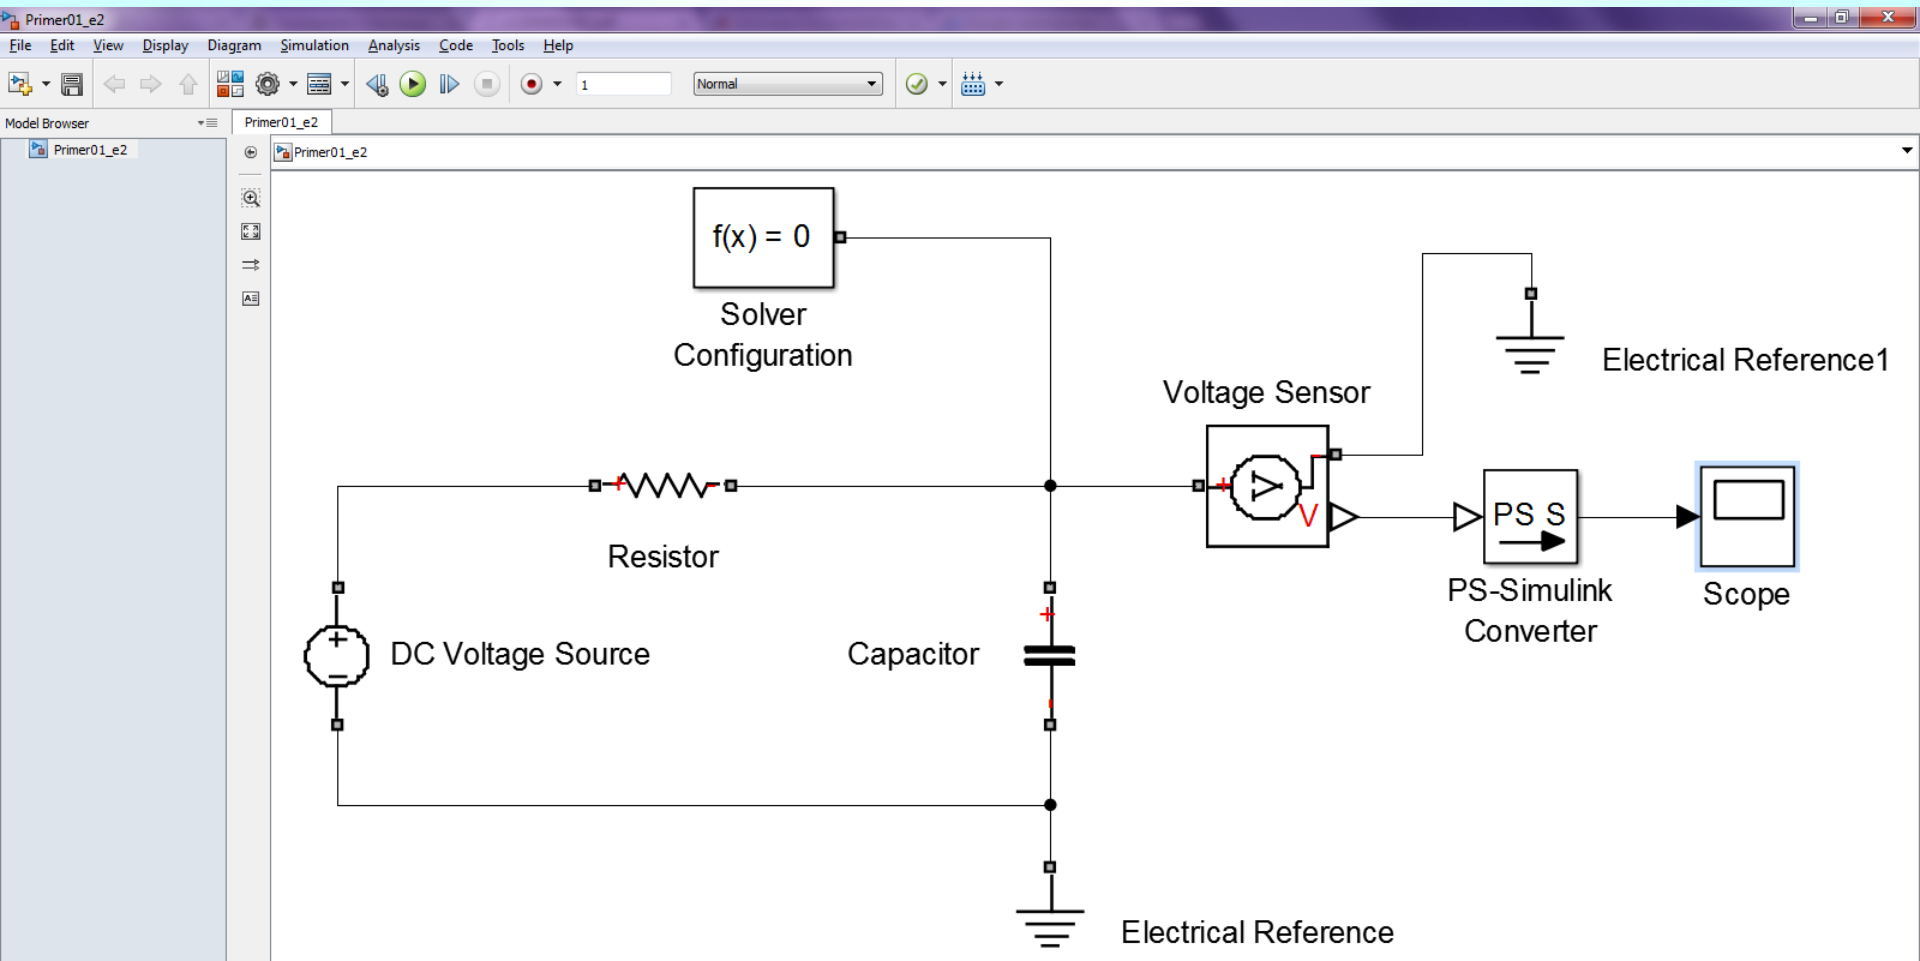 Primer01_e2
File Edit View Display Diagram Simulation Analysis Code Tools Help
1
Normal
Model Browser
Primer01_e2
Primer01_e2
Primer01_e2
f(x) = 0
Solver
Configuration
Electrical Reference1
Voltage Sensor
V
PS S
Resistor
PS-Simulink
Converter
Scope
DC Voltage Source
Capacitor
Electrical Reference